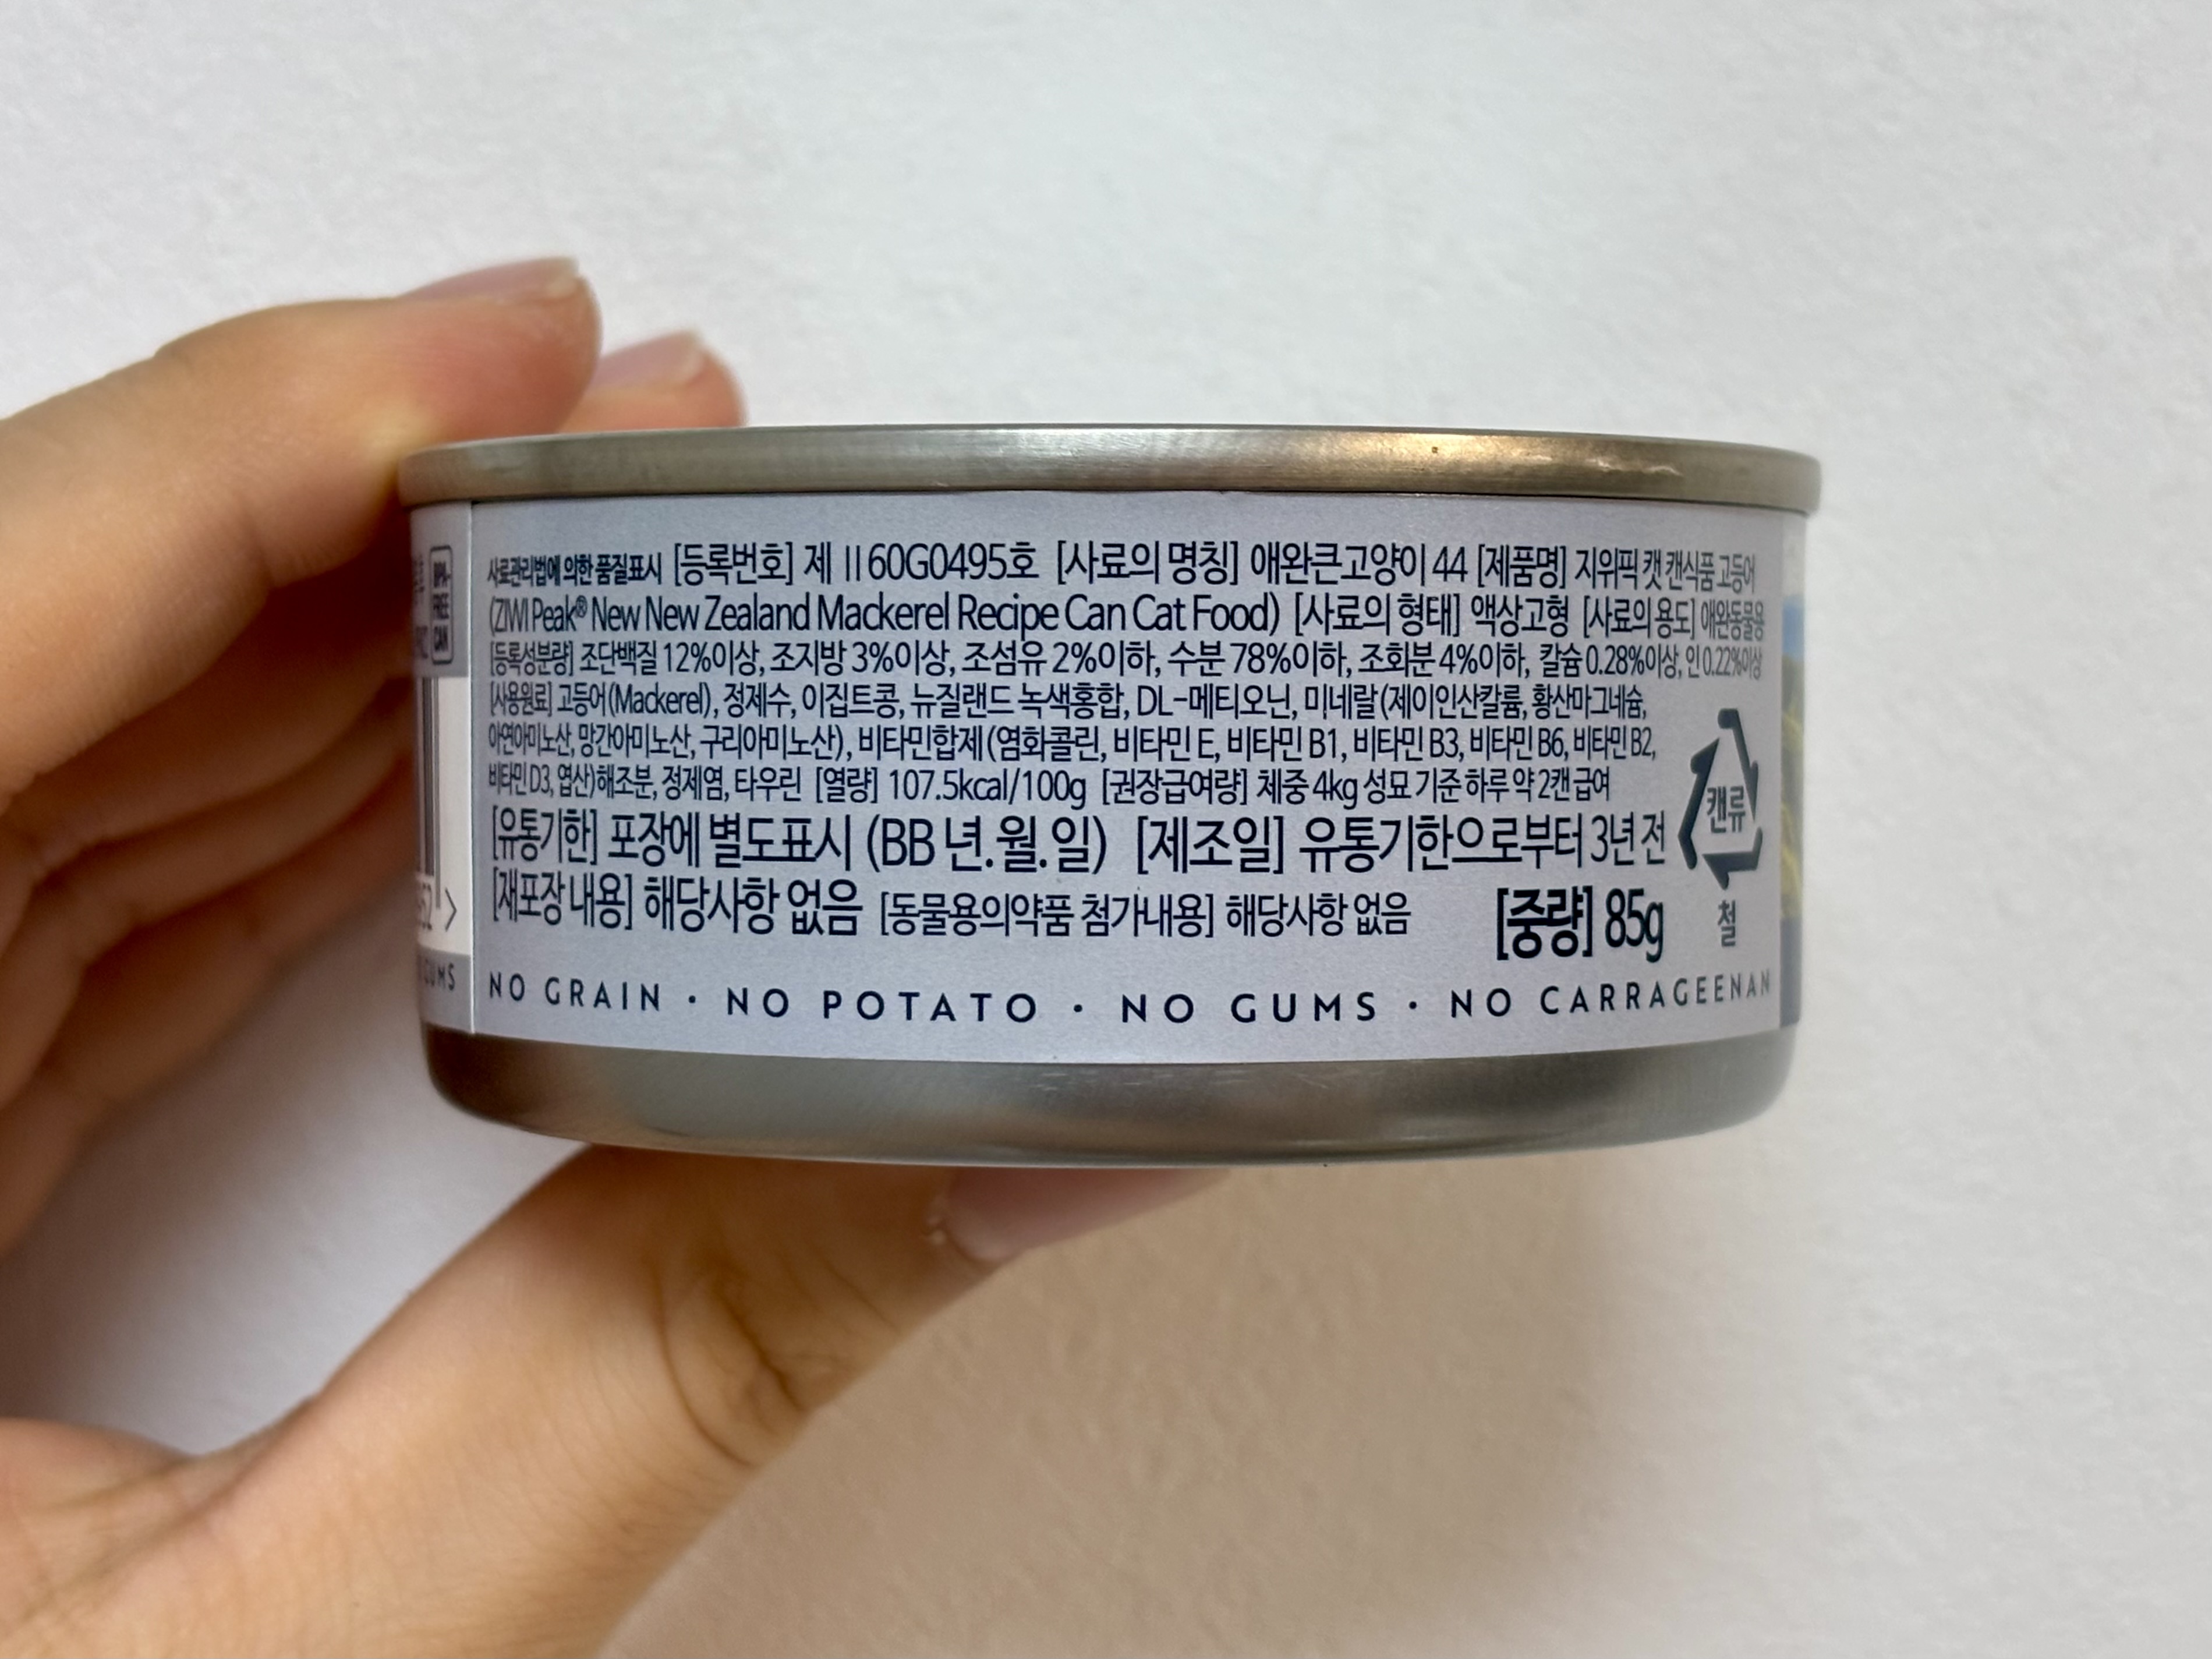 사료관리법에 의한 품질표시 [등록번호] 제 II60G0495호 [사료의 명칭] 애완큰고양이 44 [제품명] 지위픽 캣 캔식품 고등어
(ZIWI Peak® New New Zealand Mackerel Recipe Can Cat Food) [사료의 형태] 액상고형 [사료의 용도] 애완동물용
[등록성분량] 조단백질 12%이상, 조지방 3%이상, 조섬유 2%이하, 수분 78%이하, 조회분 4%이하, 칼슘 0.28%이상, 인 0.22%이상
[사용원료] 고등어(Mackerel), 정제수, 이집트콩, 뉴질랜드 녹색홍합, DL-메티오닌, 미네랄(제이인산칼륨, 황산마그네슘,
아연아미노산, 망간아미노산, 구리아미노산), 비타민합제(염화콜린, 비타민 E, 비타민 B1, 비타민 B3, 비타민 B6, 비타민 B2,
비타민 D3, 엽산)해조분, 정제염, 타우린 [열량] 107.5kcal/100g [권장급여량] 체중 4kg 성묘 기준 하루 약 2캔 급여
[유통기한] 포장에 별도표시 (BB 년.월.일) [제조일] 유통기한으로부터 3년 전
[재포장 내용] 해당사항 없음 [동물용의약품 첨가내용] 해당사항 없음 [중량] 85g
캔류
철
NO GRAIN · NO POTATO · NO GUMS · NO CARRAGEENAN
FREE
CAN
GUMS